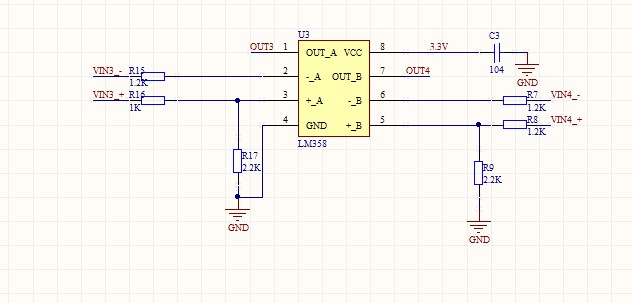 U3
C3
OUT3 1 OUT_A VCC 8 3.3V
104
GND
VIN3_- R15 2 -_A OUT_B 7 OUT4
1.2K
VIN3_+ R16 3 +_A -_B 6 R7 VIN4_-
1K
1.2K
4 GND +_B 5 R8 VIN4_+
1.2K
LM358
R17
2.2K
R9
2.2K
GND
GND